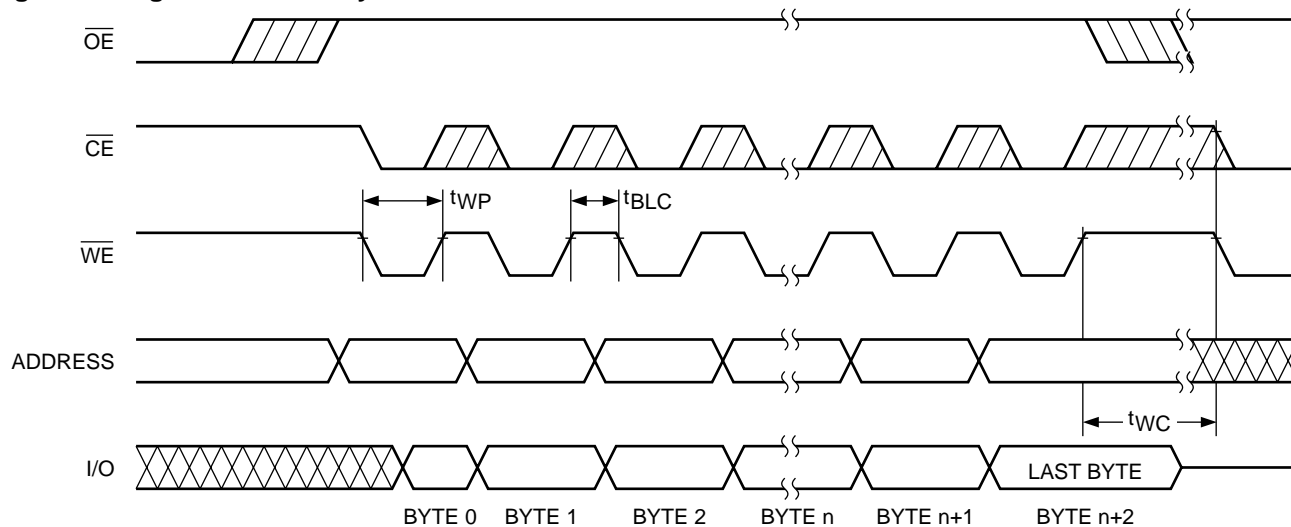 OE
CE
tWP
tBLC
WE
ADDRESS
tWC
I/O
LAST BYTE
BYTE 0 BYTE 1 BYTE 2 BYTE n BYTE n+1 BYTE n+2